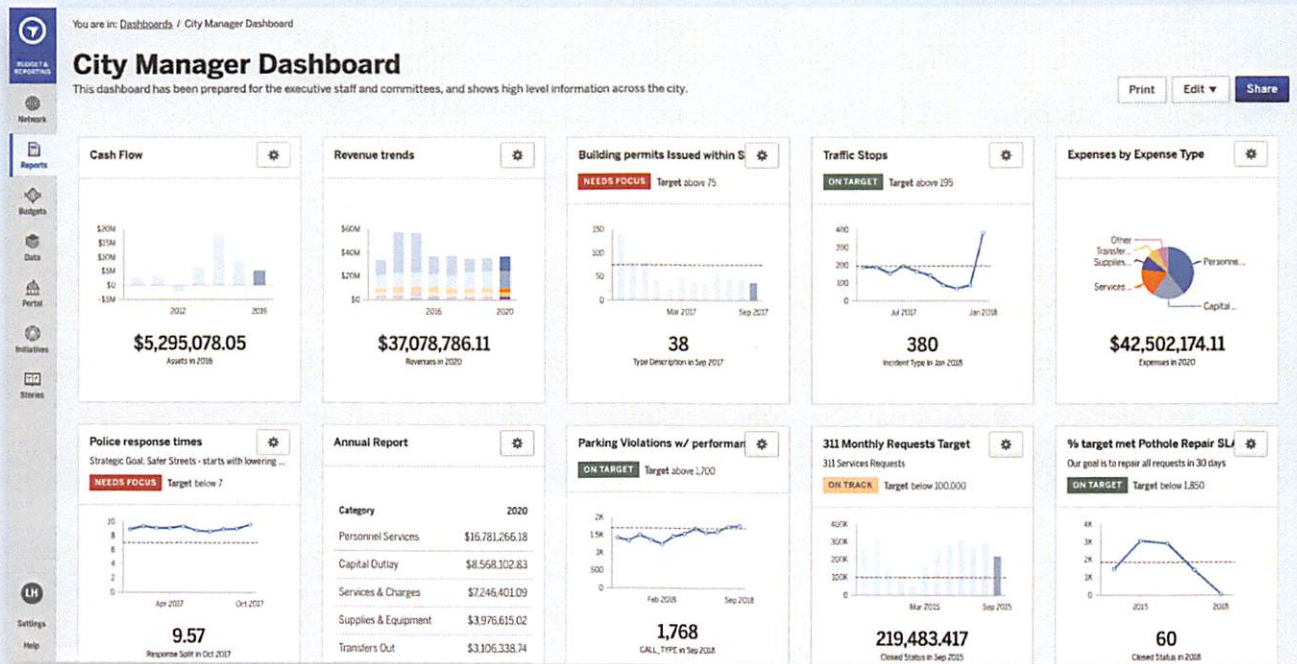 You are in: Dashboards / City Manager Dashboard
BUDGET & REPORTING
City Manager Dashboard
This dashboard has been prepared for the executive staff and committees, and shows high level information across the city.
Print
Edit ▼
Share
Network
Reports
Budgets
Data
Portal
Initiatives
Stories
LH
Settings
Help
Cash Flow
$20M
$15M
$10M
$5M
$0
-$5M
2012 2016
$5,295,078.05
Assets in 2016
Revenue trends
$60M
$40M
$20M
$0
2016 2020
$37,078,786.11
Revenues in 2020
Building permits Issued within S
NEEDS FOCUS Target above 75
150
100
50
0
Mar 2017 Sep 2017
38
Type Description in Sep 2017
Traffic Stops
ON TARGET Target above 195
400
300
200
100
0
Jul 2017 Jan 2018
380
Incident Type in Jan 2018
Expenses by Expense Type
Other
Transfer...
Supplies...
Services...
Personne...
Capital ...
$42,502,174.11
Expenses in 2020
Police response times
Strategic Goal: Safer Streets - starts with lowering ...
NEEDS FOCUS Target below 7
10
8
6
4
2
0
Apr 2017 Oct 2017
9.57
Response Split in Oct 2017
Annual Report
Category 2020
Personnel Services $16,781,266.18
Capital Outlay $8,568,102.83
Services & Charges $7,246,401.09
Supplies & Equipment $3,976,615.02
Transfers Out $3,106,338.74
Parking Violations w/ performan
ON TARGET Target above 1,700
2K
1.5K
1K
500
0
Feb 2018 Sep 2018
1,768
CALL_TYPE in Sep 2018
311 Monthly Requests Target
311 Services Requests
ON TRACK Target below 100,000
400K
300K
200K
100K
0
Mar 2015 Sep 2015
219,483.417
Closed Status in Sep 2015
% target met Pothole Repair SLA
Our goal is to repair all requests in 30 days
ON TARGET Target below 1,850
4K
3K
2K
1K
0
2015 2018
60
Closed Status in 2018